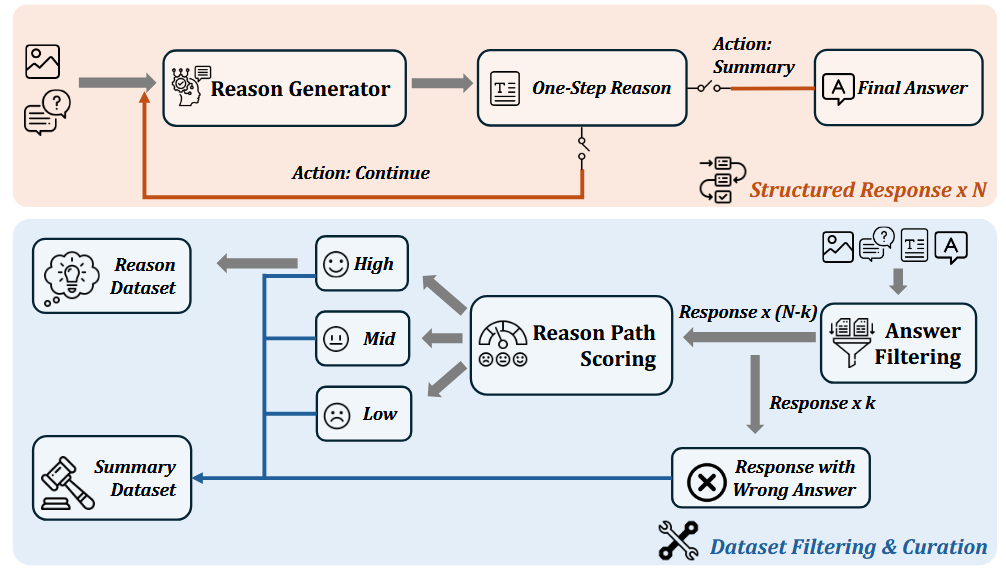 Action:
Summary
Reason Generator
One-Step Reason
Final Answer
Action: Continue
Structured Response x N
Reason
Dataset
High
Mid
Low
Reason Path
Scoring
Response x (N-k)
Answer
Filtering
Response x k
Summary
Dataset
Response with
Wrong Answer
Dataset Filtering & Curation